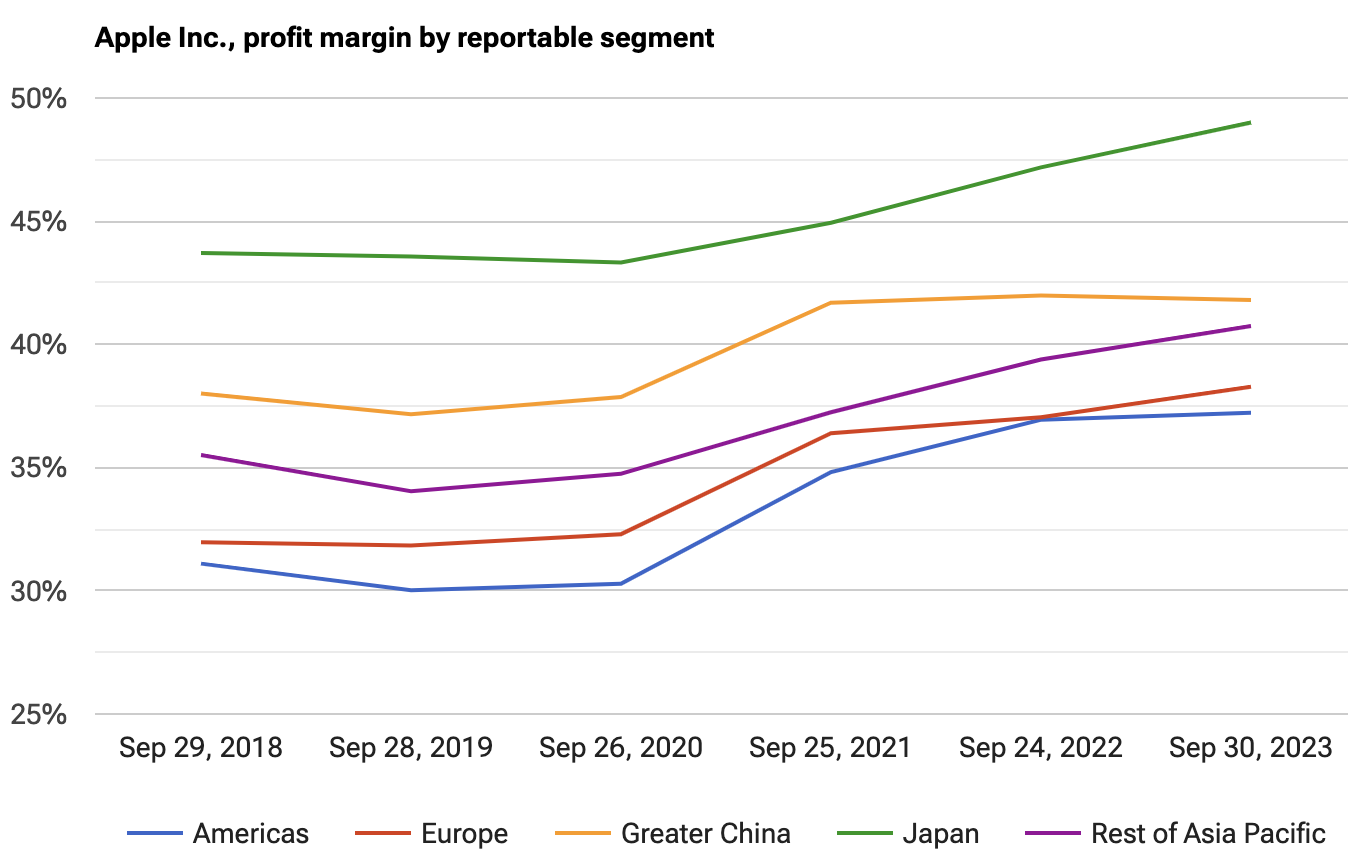 Apple Inc., profit margin by reportable segment
50%
45%
40%
35%
30%
25%
Sep 29, 2018 Sep 28, 2019 Sep 26, 2020 Sep 25, 2021 Sep 24, 2022 Sep 30, 2023
Americas Europe Greater China Japan Rest of Asia Pacific